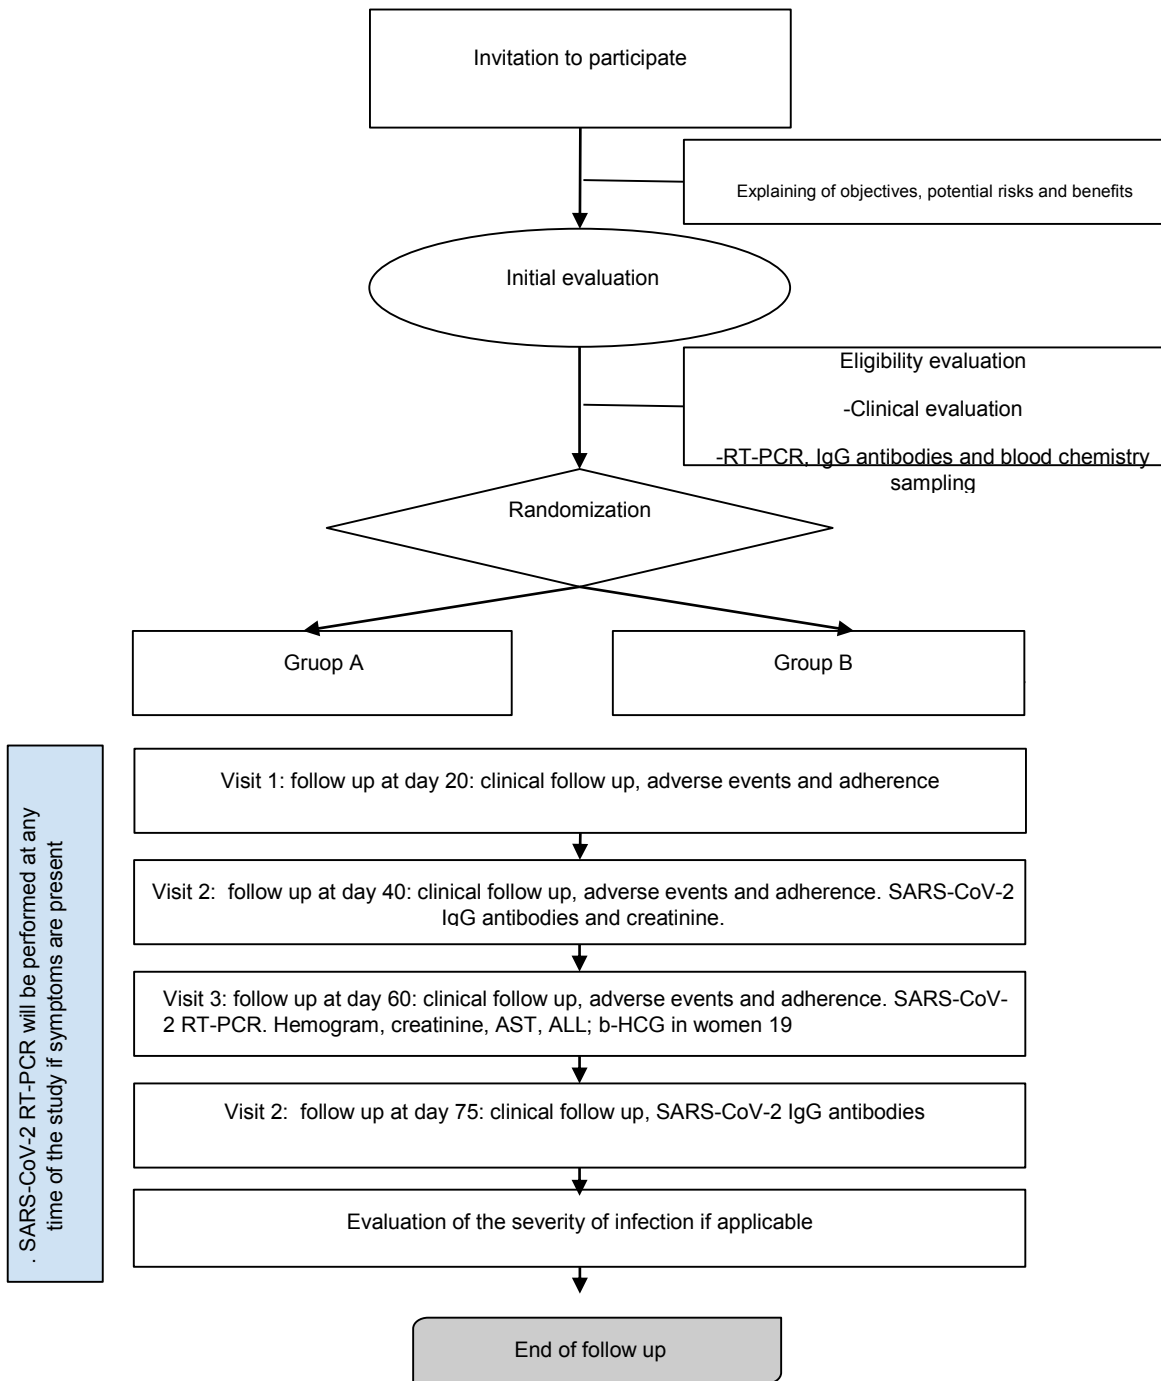 Invitation to participate
Explaining of objectives, potential risks and benefits
Initial evaluation
Eligibility evaluation
-Clinical evaluation
-RT-PCR, IgG antibodies and blood chemistry
sampling
Randomization
Gruop A
Group B
. SARS-CoV-2 RT-PCR will be performed at any
time of the study if symptoms are present
Visit 1: follow up at day 20: clinical follow up, adverse events and adherence
Visit 2:  follow up at day 40: clinical follow up, adverse events and adherence. SARS-CoV-2
IgG antibodies and creatinine.
Visit 3: follow up at day 60: clinical follow up, adverse events and adherence. SARS-CoV-
2 RT-PCR. Hemogram, creatinine, AST, ALL; b-HCG in women 19
Visit 2:  follow up at day 75: clinical follow up, SARS-CoV-2 IgG antibodies
Evaluation of the severity of infection if applicable
End of follow up